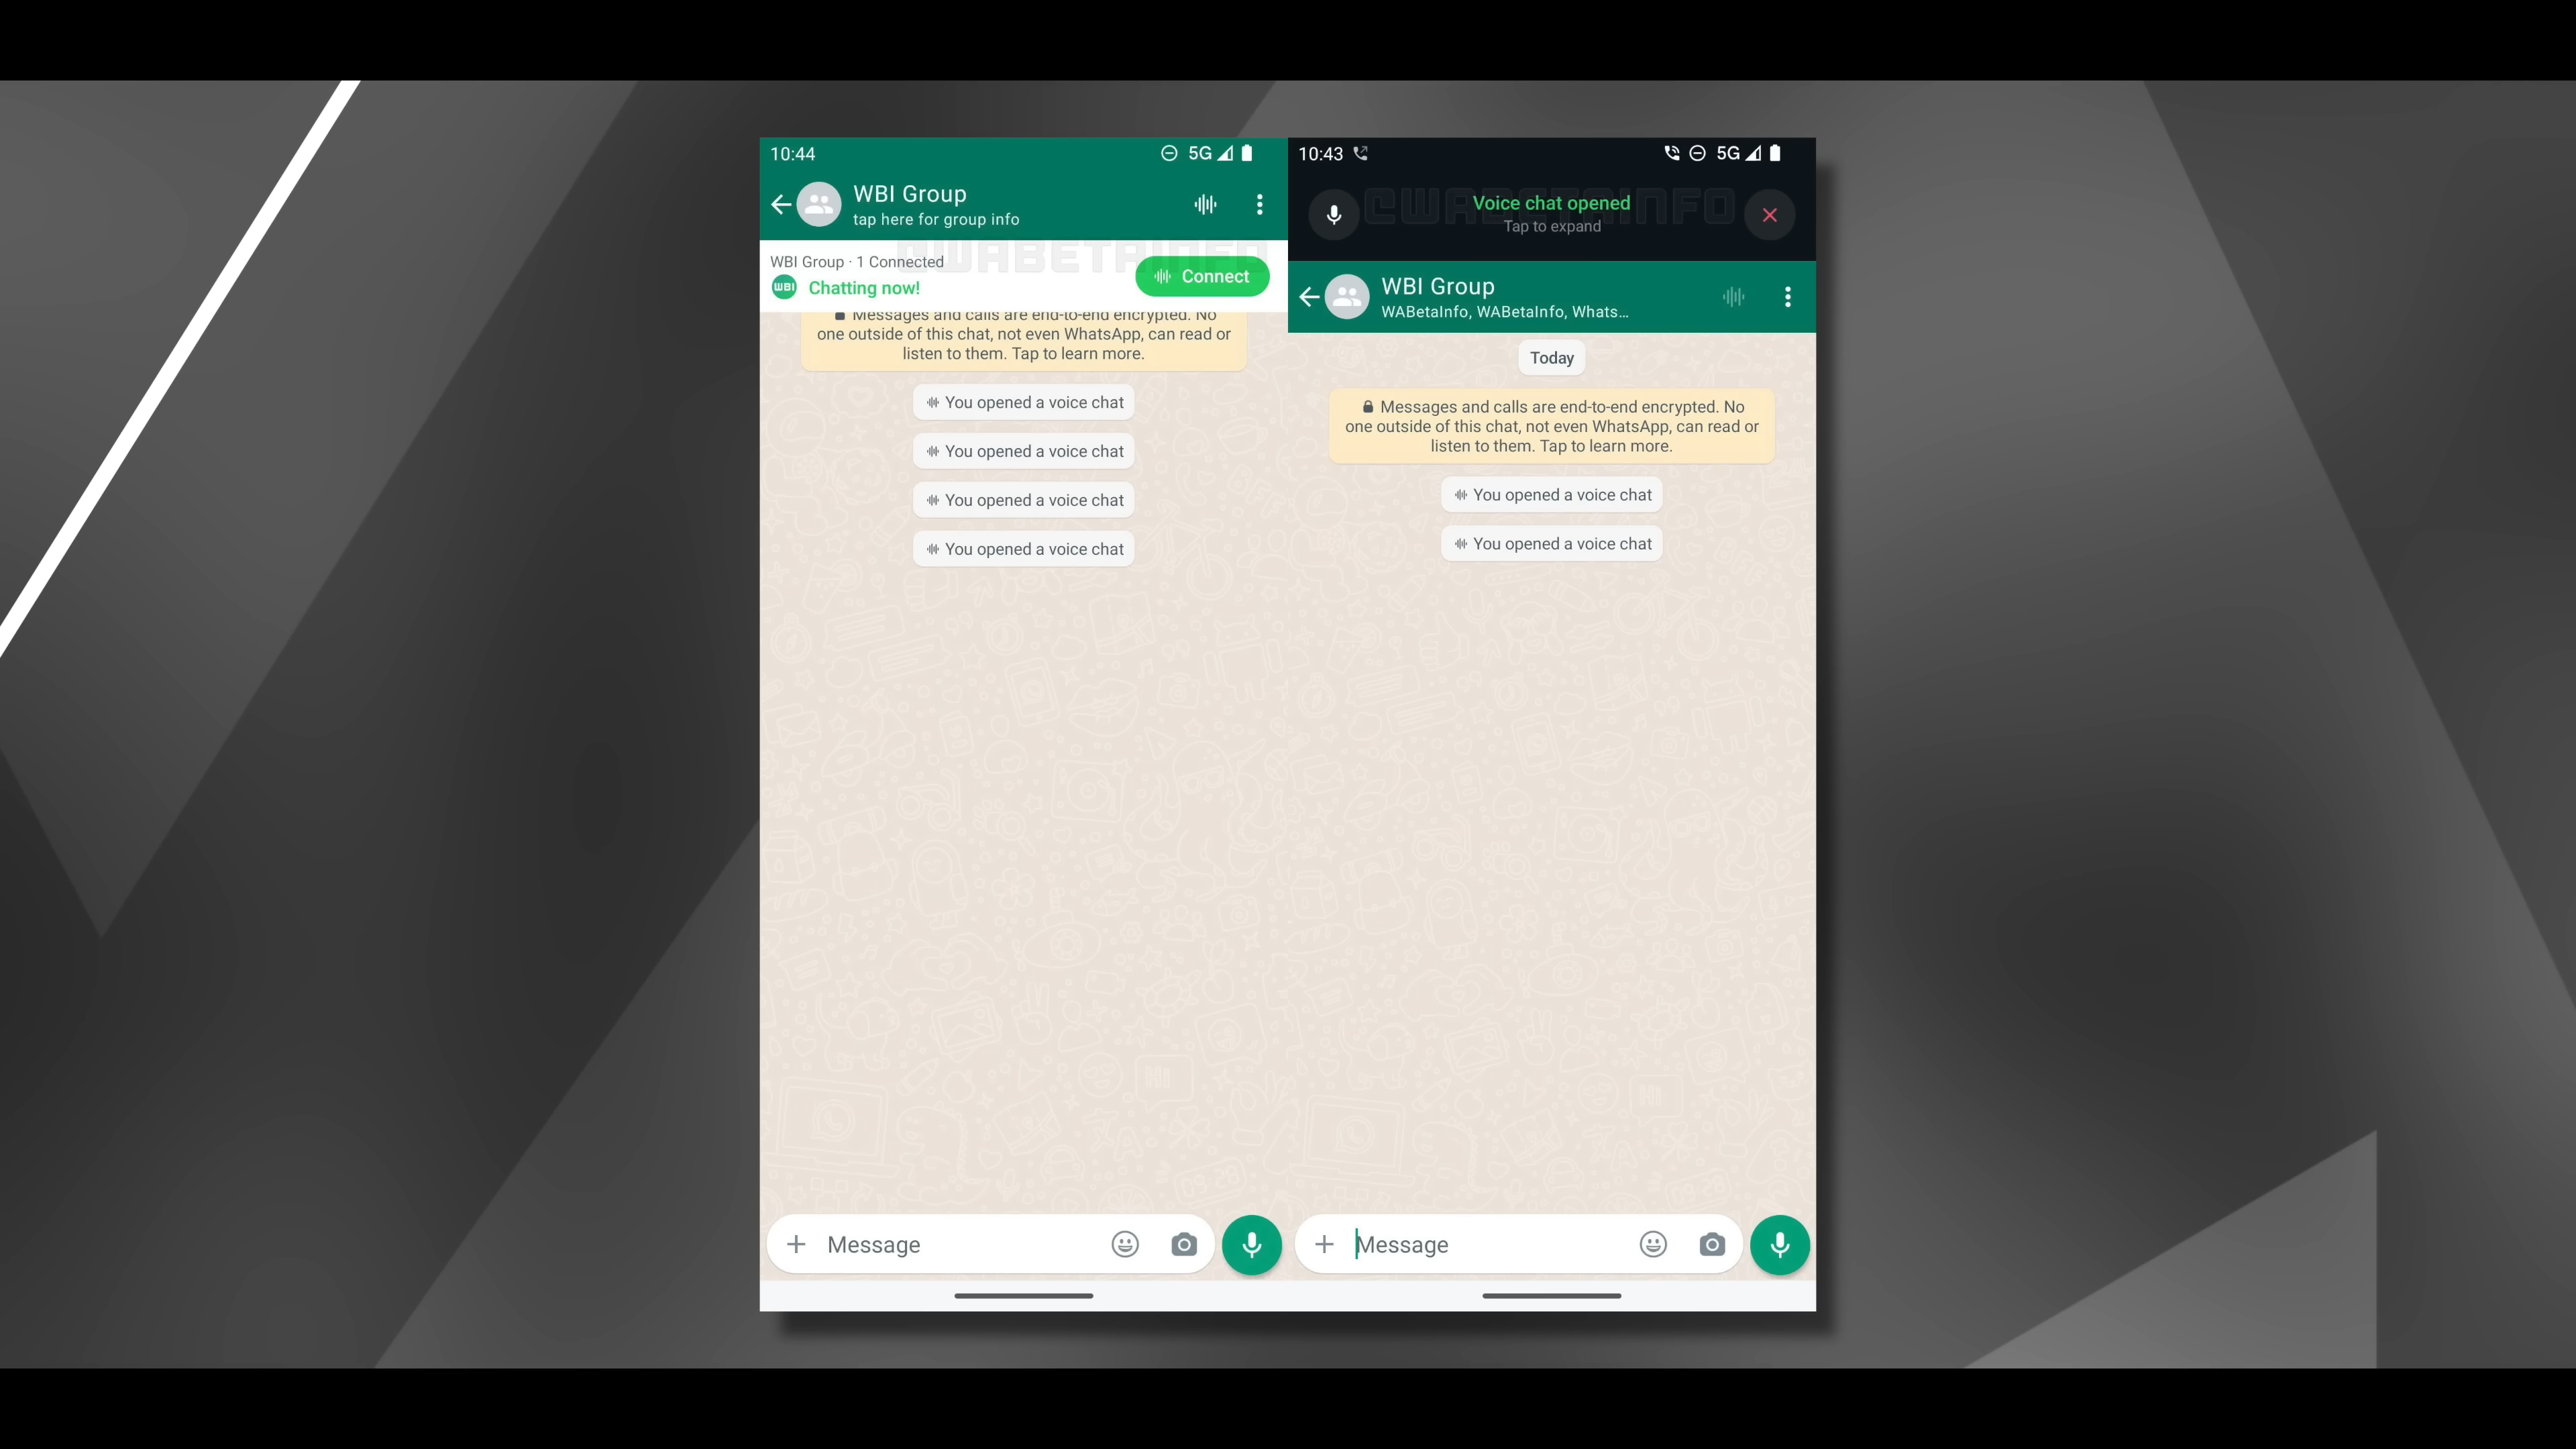 10:44
5G
WBI Group
tap here for group info
WBI Group · 1 Connected
WBI
Chatting now!
Connect
Messages and calls are end-to-end encrypted. No
one outside of this chat, not even WhatsApp, can read or
listen to them. Tap to learn more.
You opened a voice chat
You opened a voice chat
You opened a voice chat
You opened a voice chat
Message
10:43
5G
CWABETAINFO
Voice chat opened
Tap to expand
WBI Group
WABetaInfo, WABetaInfo, Whats...
Today
Messages and calls are end-to-end encrypted. No
one outside of this chat, not even WhatsApp, can read or
listen to them. Tap to learn more.
You opened a voice chat
You opened a voice chat
Message